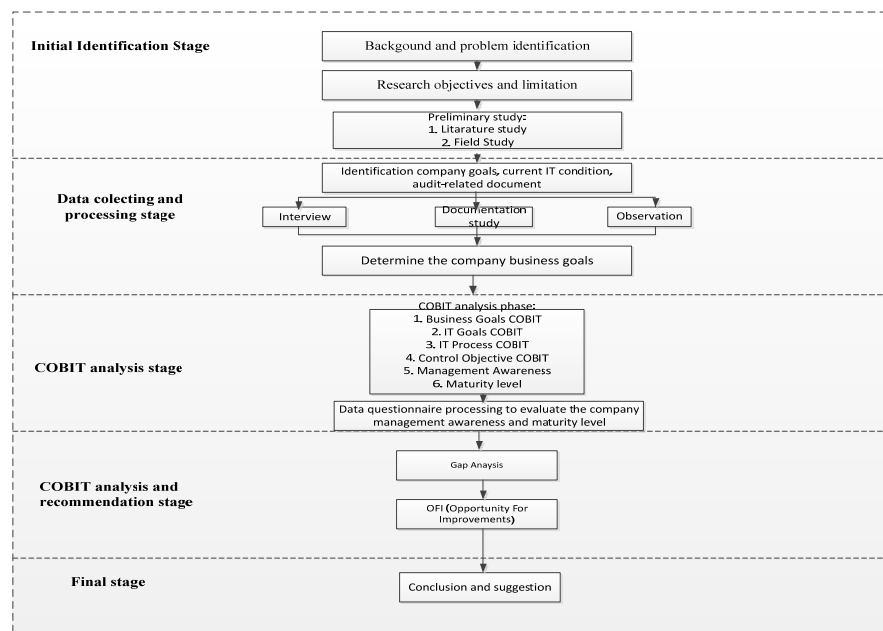 Initial Identification Stage
Backgound and problem identification
Research objectives and limitation
Preliminary study:
1. Litarature study
2. Field Study
Data colecting and
processing stage
Identification company goals, current IT condition,
audit-related document
Interview
Documentation
study
Observation
Determine the company business goals
COBIT analysis stage
COBIT analysis phase:
1. Business Goals COBIT
2. IT Goals COBIT
3. IT Process COBIT
4. Control Objective COBIT
5. Management Awareness
6. Maturity level
Data questionnaire processing to evaluate the company
management awareness and maturity level
COBIT analysis and
recommendation stage
Gap Anaysis
OFI (Opportunity For
Improvements)
Final stage
Conclusion and suggestion